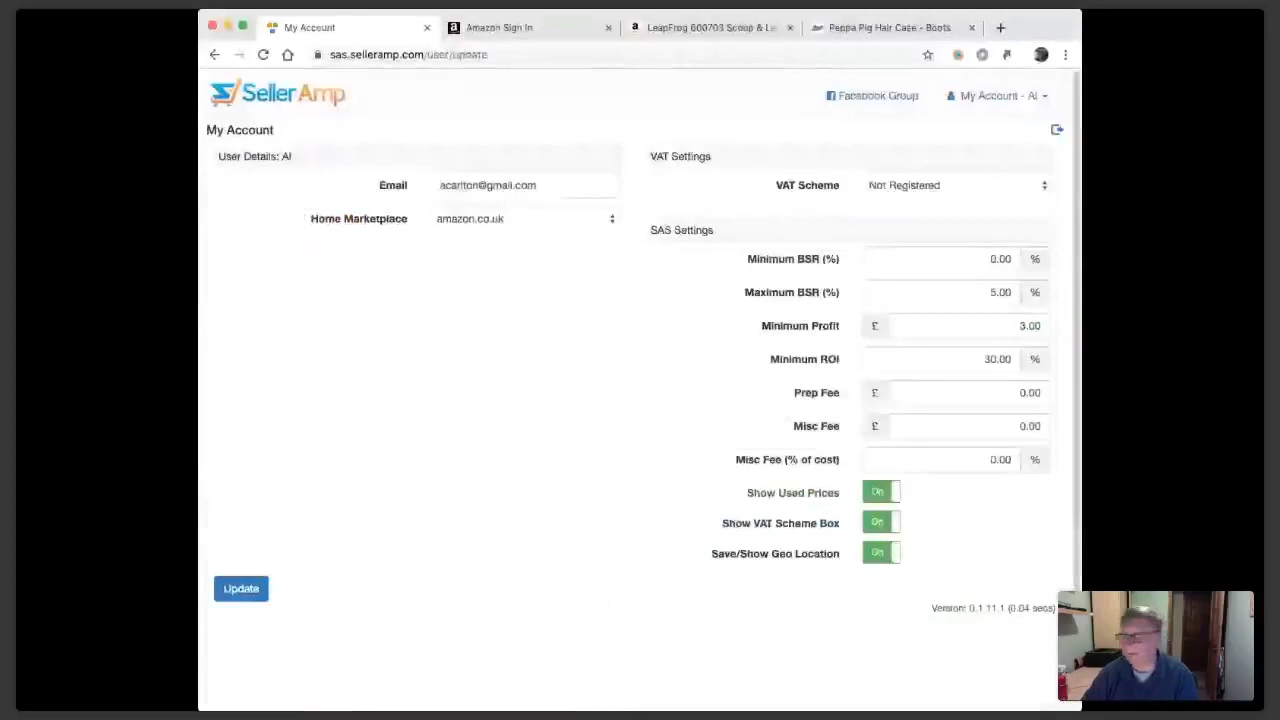 My Account
Amazon Sign In
LeapFrog 600703 Scoop & Le
Peppa Pig Hair Case - Boots
sas.selleramp.com/user/update
SellerAmp
Facebook Group
My Account - Al
My Account
User Details: Al
Email acarlton@gmail.com
Home Marketplace amazon.co.uk
VAT Settings
VAT Scheme Not Registered
SAS Settings
Minimum BSR (%) 0.00 %
Maximum BSR (%) 5.00 %
Minimum Profit £ 3.00
Minimum ROI 30.00 %
Prep Fee £ 0.00
Misc Fee £ 0.00
Misc Fee (% of cost) 0.00 %
Show Used Prices On
Show VAT Scheme Box On
Save/Show Geo Location On
Update
Version: 0.1 11.1 (0.04 secs)